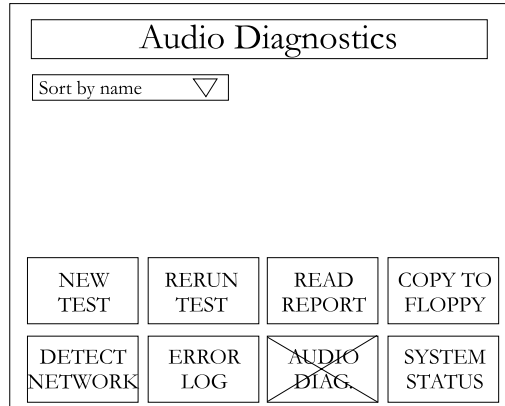 Audio Diagnostics
Sort by name
NEW
TEST
RERUN
TEST
READ
REPORT
COPY TO
FLOPPY
DETECT
NETWORK
ERROR
LOG
AUDIO
DIAG.
SYSTEM
STATUS